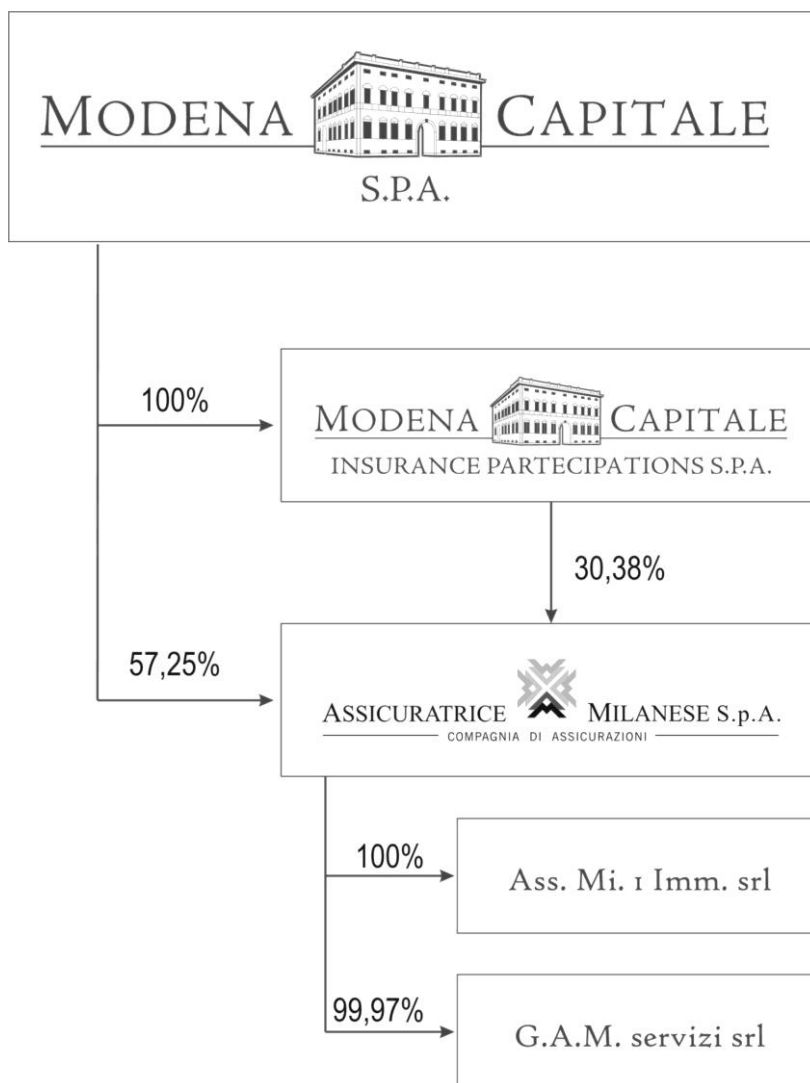 MODENA CAPITALE
S.P.A.
100%
MODENA CAPITALE
INSURANCE PARTECIPATIONS S.P.A.
30,38%
57,25%
ASSICURATRICE MILANESE S.p.A.
COMPAGNIA DI ASSICURAZIONI
100%
Ass. Mi. 1 Imm. srl
99,97%
G.A.M. servizi srl